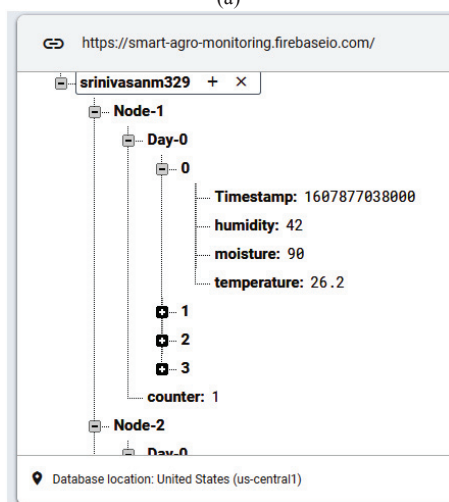 (a)
https://smart-agro-monitoring.firebaseio.com/
srinivasanm329 + ×
Node-1
Day-0
0
Timestamp: 1607877038000
humidity: 42
moisture: 90
temperature: 26.2
1
2
3
counter: 1
Node-2
Day-0
Database location: United States (us-central1)